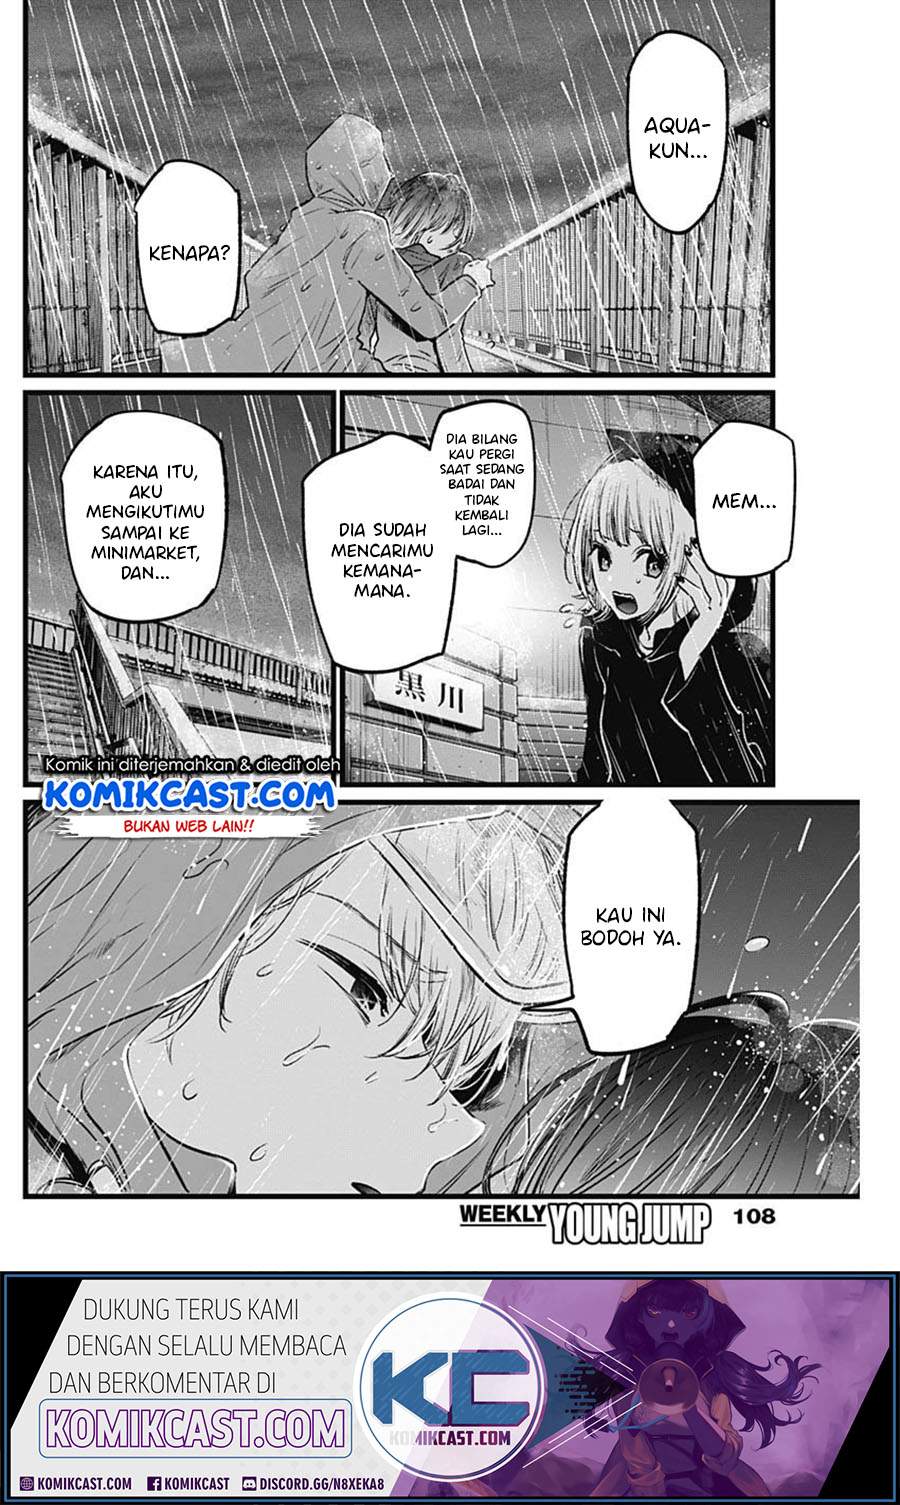 AQUA-
KUN...
KENAPA?
MEM...
DIA BILANG
KAU PERGI
SAAT SEDANG
BADAI DAN
TIDAK
KEMBALI
LAGI...
DIA SUDAH
MENCARIMU
KEMANA-
MANA.
黒川
KARENA ITU,
AKU
MENGIKUTIMU
SAMPAI KE
MINIMARKET,
DAN...
Komik ini diterjemahkan & diedit oleh
KOMIKCAST.COM
BUKAN WEB LAIN!!
KAU INI
BODOH YA.
WEEKLY YOUNG JUMP 108
DUKUNG TERUS KAMI
DENGAN SELALU MEMBACA
DAN BERKOMENTAR DI
KOMIKCAST.COM
KC
KOMIKCAST.COM
KOMIKCAST.COM KOMIKCAST DISCORD.GG/N8XEKA8